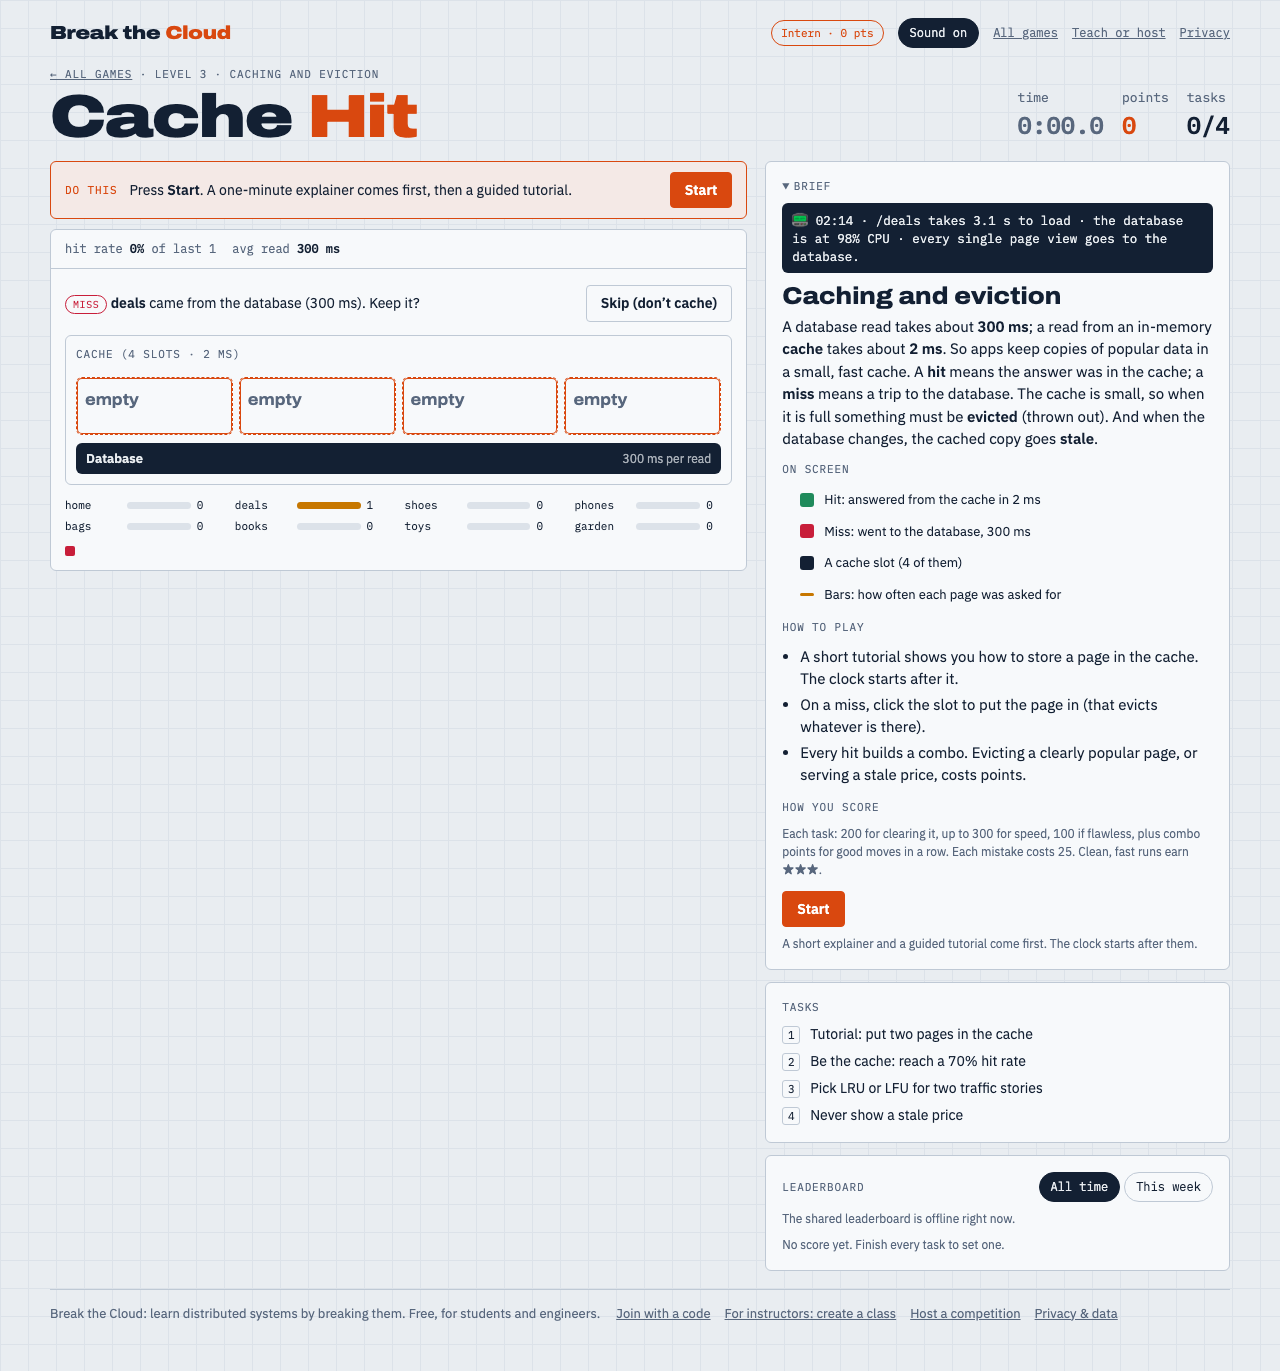 Break the Cloud
Intern · 0 pts
Sound on
All games
Teach or host
Privacy
← ALL GAMES · LEVEL 3 · CACHING AND EVICTION
Cache Hit
time
0:00.0
points
0
tasks
0/4
DO THIS
Press Start. A one-minute explainer comes first, then a guided tutorial.
Start
hit rate 0% of last 1 avg read 300 ms
MISS deals came from the database (300 ms). Keep it?
Skip (don’t cache)
CACHE (4 SLOTS · 2 MS)
empty
empty
empty
empty
Database
300 ms per read
home 0
deals 1
shoes 0
phones 0
bags 0
books 0
toys 0
garden 0
▼ BRIEF
02:14 · /deals takes 3.1 s to load · the database
is at 98% CPU · every single page view goes to the
database.
Caching and eviction
A database read takes about 300 ms; a read from an in-memory
cache takes about 2 ms. So apps keep copies of popular data in
a small, fast cache. A hit means the answer was in the cache; a
miss means a trip to the database. The cache is small, so when
it is full something must be evicted (thrown out). And when the
database changes, the cached copy goes stale.
ON SCREEN
Hit: answered from the cache in 2 ms
Miss: went to the database, 300 ms
A cache slot (4 of them)
Bars: how often each page was asked for
HOW TO PLAY
• A short tutorial shows you how to store a page in the cache.
The clock starts after it.
• On a miss, click the slot to put the page in (that evicts
whatever is there).
• Every hit builds a combo. Evicting a clearly popular page, or
serving a stale price, costs points.
HOW YOU SCORE
Each task: 200 for clearing it, up to 300 for speed, 100 if flawless, plus combo
points for good moves in a row. Each mistake costs 25. Clean, fast runs earn
★★★.
Start
A short explainer and a guided tutorial come first. The clock starts after them.
TASKS
1 Tutorial: put two pages in the cache
2 Be the cache: reach a 70% hit rate
3 Pick LRU or LFU for two traffic stories
4 Never show a stale price
LEADERBOARD
All time
This week
The shared leaderboard is offline right now.
No score yet. Finish every task to set one.
Break the Cloud: learn distributed systems by breaking them. Free, for students and engineers.
Join with a code
For instructors: create a class
Host a competition
Privacy & data